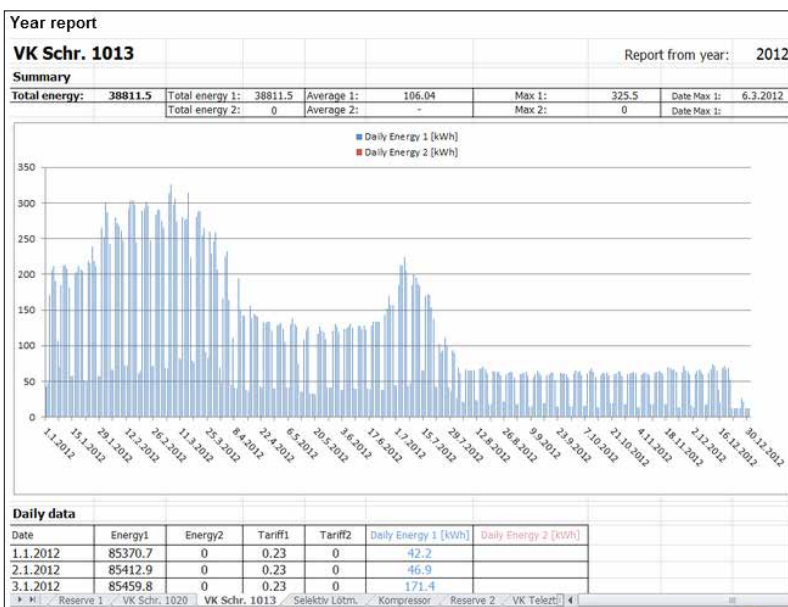 Year report
VK Schr. 1013 Report from year: 2012
Summary
Total energy: 38811.5 Total energy 1: 38811.5 Average 1: 106.04 Max 1: 325.5 Date Max 1: 6.3.2012
Total energy 2: 0 Average 2: - Max 2: 0 Date Max 1:
Daily Energy 1 [kWh]
Daily Energy 2 [kWh]
350
300
250
200
150
100
50
0
1.1.2012 15.1.2012 29.1.2012 12.2.2012 26.2.2012 11.3.2012 25.3.2012 8.4.2012 22.4.2012 6.5.2012 20.5.2012 3.6.2012 17.6.2012 1.7.2012 15.7.2012 29.7.2012 12.8.2012 26.8.2012 9.9.2012 23.9.2012 7.10.2012 21.10.2012 4.11.2012 18.11.2012 2.12.2012 16.12.2012 30.12.2012
Daily data
Date Energy1 Energy2 Tariff1 Tariff2 Daily Energy 1 [kWh] Daily Energy 2 [kWh]
1.1.2012 85370.7 0 0.23 0 42.2
2.1.2012 85412.9 0 0.23 0 46.9
3.1.2012 85459.8 0 0.23 0 171.4
Reserve 1 VK Schr. 1020 VK Schr. 1013 Selektiv Lötm. Kompressor Reserve 2